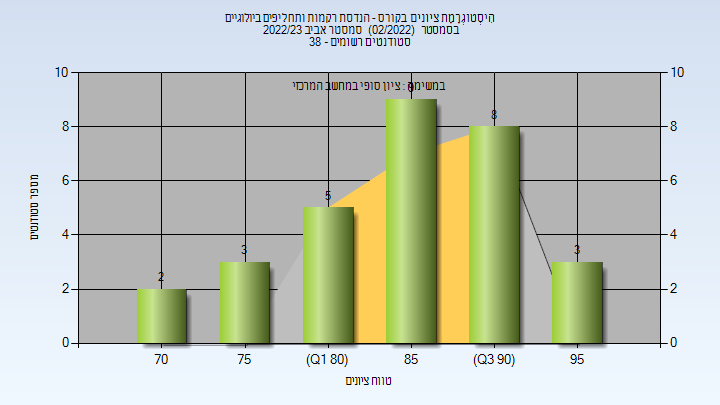 הִיסְטוֹגְרָמַת ציונים בקורס - הנדסת רקמות ותחליפים ביולוגיים
בסמסטר (02/2022) סמסטר אביב 2022/23
סטודנטים רשומים - 38
במשימה : ציון סופי במחשב המרכזי
מספר סטודנטים
10
8
6
4
2
0
10
8
6
4
2
0
2
3
5
9
8
3
70
75
(Q1 80)
85
(Q3 90)
95
טווח ציונים